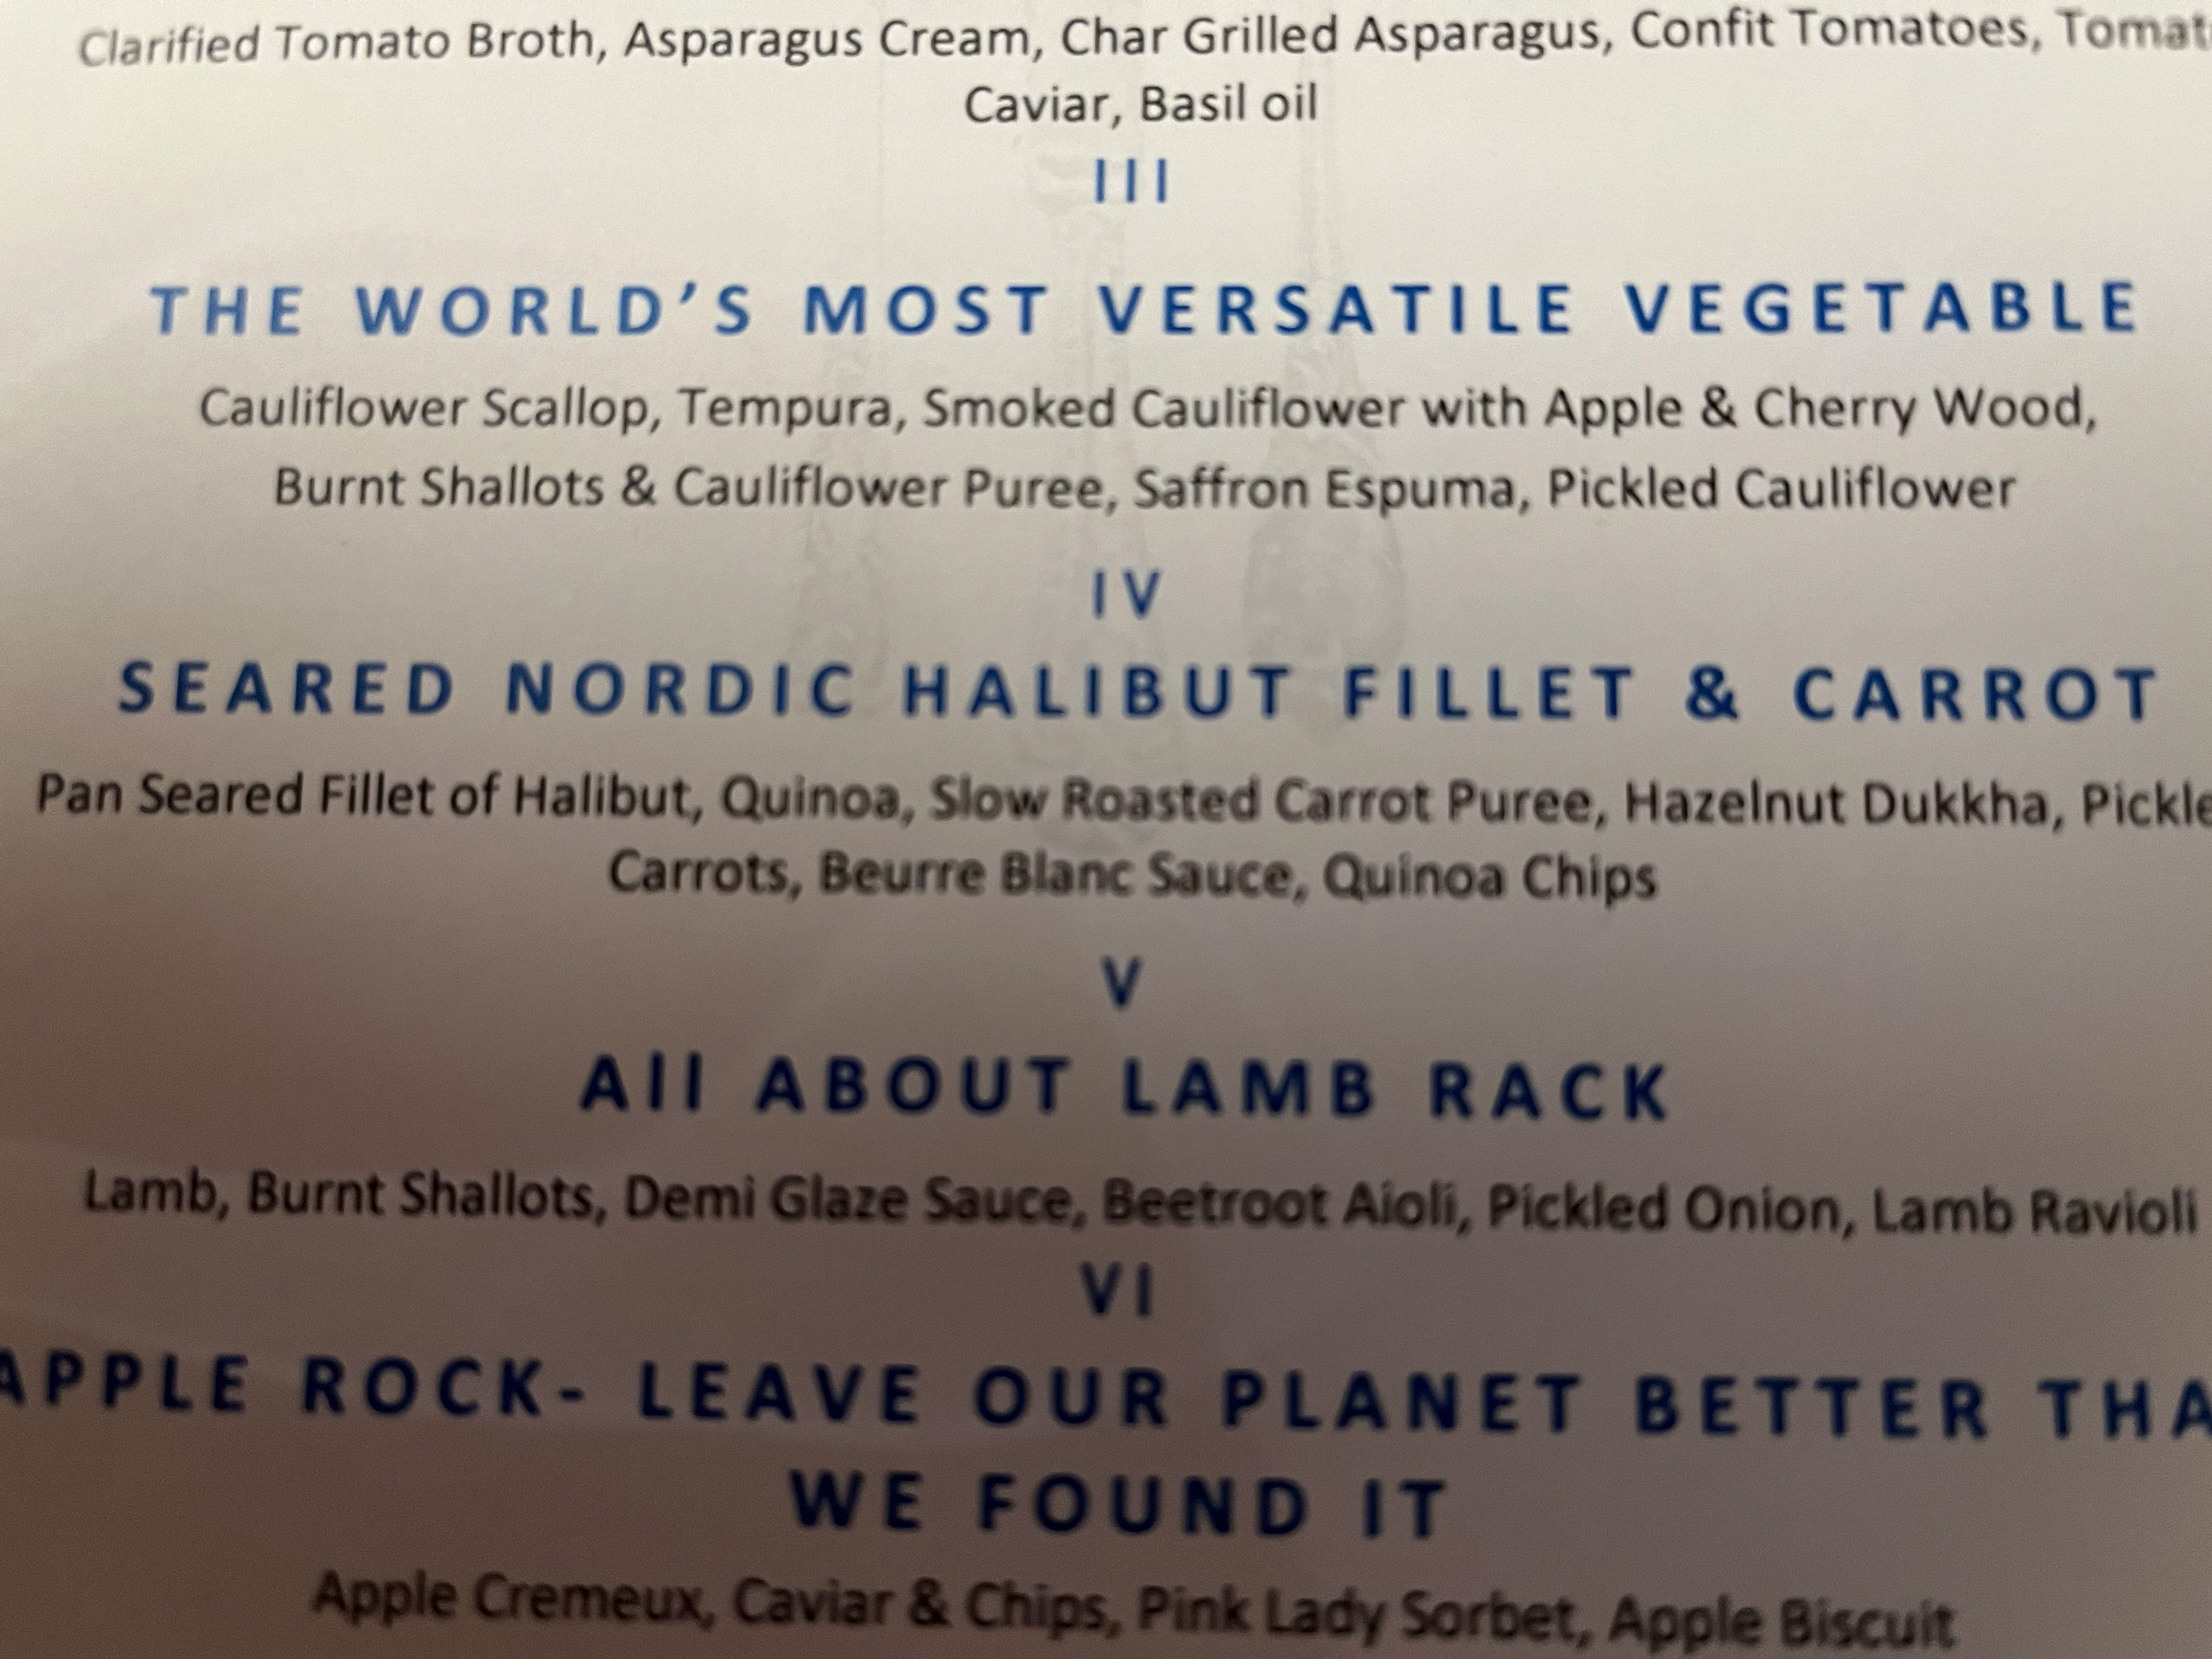 Clarified Tomato Broth, Asparagus Cream, Char Grilled Asparagus, Confit Tomatoes, Tomat
Caviar, Basil oil
III
THE WORLD'S MOST VERSATILE VEGETABLE
Cauliflower Scallop, Tempura, Smoked Cauliflower with Apple & Cherry Wood,
Burnt Shallots & Cauliflower Puree, Saffron Espuma, Pickled Cauliflower
IV
SEARED NORDIC HALIBUT FILLET & CARROT
Pan Seared Fillet of Halibut, Quinoa, Slow Roasted Carrot Puree, Hazelnut Dukkha, Pickle
Carrots, Beurre Blanc Sauce, Quinoa Chips
V
All ABOUT LAMB RACK
Lamb, Burnt Shallots, Demi Glaze Sauce, Beetroot Aioli, Pickled Onion, Lamb Ravioli
VI
APPLE ROCK- LEAVE OUR PLANET BETTER THA
WE FOUND IT
Apple Cremeux, Caviar & Chips, Pink Lady Sorbet, Apple Biscuit